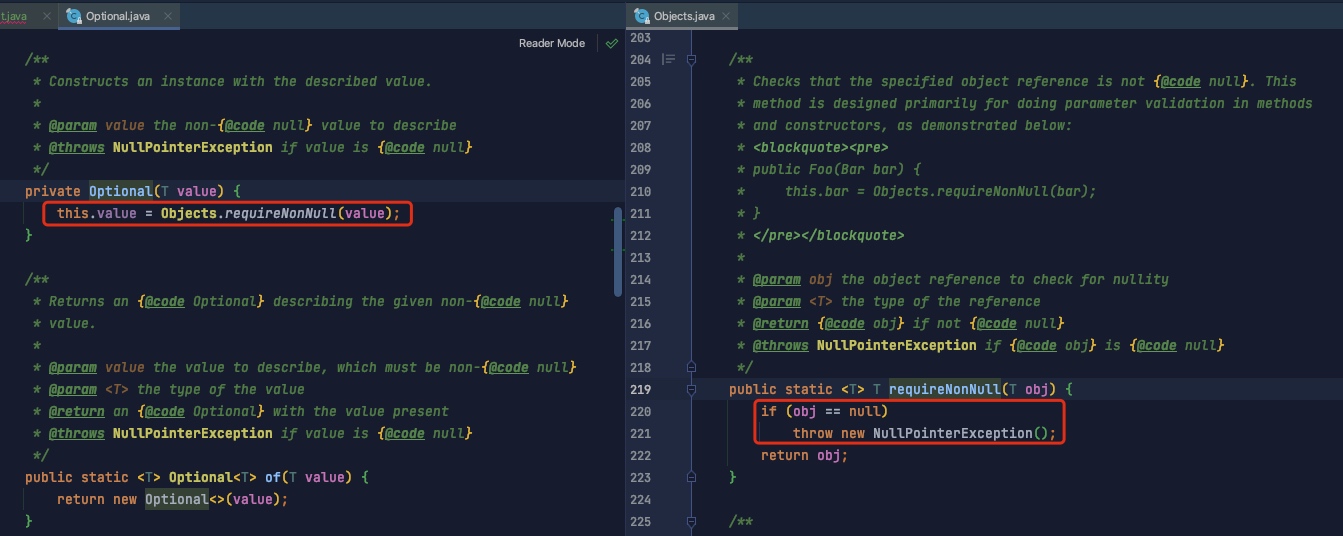 t.java
Optional.java
Reader Mode
/**
* Constructs an instance with the described value.
*
* @param value the non-{@code null} value to describe
* @throws NullPointerException if value is {@code null}
*/
private Optional(T value) {
this.value = Objects.requireNonNull(value);
}
/**
* Returns an {@code Optional} describing the given non-{@code null}
* value.
*
* @param value the value to describe, which must be non-{@code null}
* @param <T> the type of the value
* @return an {@code Optional} with the value present
* @throws NullPointerException if value is {@code null}
*/
public static <T> Optional<T> of(T value) {
return new Optional<>(value);
}
Objects.java
203
204 /**
205 * Checks that the specified object reference is not {@code null}. This
206 * method is designed primarily for doing parameter validation in methods
207 * and constructors, as demonstrated below:
208 * <blockquote><pre>
209 * public Foo(Bar bar) {
210 *     this.bar = Objects.requireNonNull(bar);
211 * }
212 * </pre></blockquote>
213 *
214 * @param obj the object reference to check for nullity
215 * @param <T> the type of the reference
216 * @return {@code obj} if not {@code null}
217 * @throws NullPointerException if {@code obj} is {@code null}
218 */
219 public static <T> T requireNonNull(T obj) {
220 if (obj == null)
221 throw new NullPointerException();
222 return obj;
223 }
224
225 /**